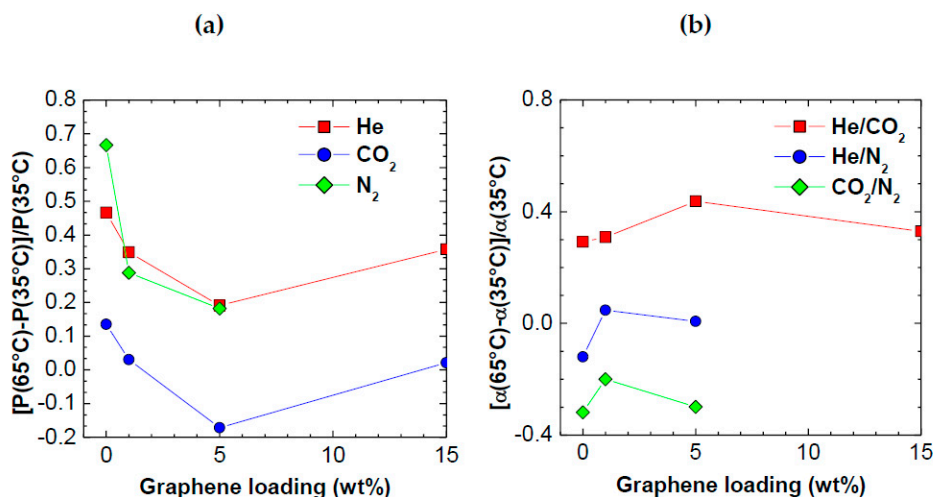 (a)
(b)
[P(65°C)-P(35°C)]/P(35°C)
0.8
0.7
0.6
0.5
0.4
0.3
0.2
0.1
0.0
-0.1
-0.2
He
CO₂
N₂
0 5 10 15
Graphene loading (wt%)
[α(65°C)-α(35°C)]/α(35°C)
0.8
0.4
0.0
-0.4
He/CO₂
He/N₂
CO₂/N₂
0 5 10 15
Graphene loading (wt%)